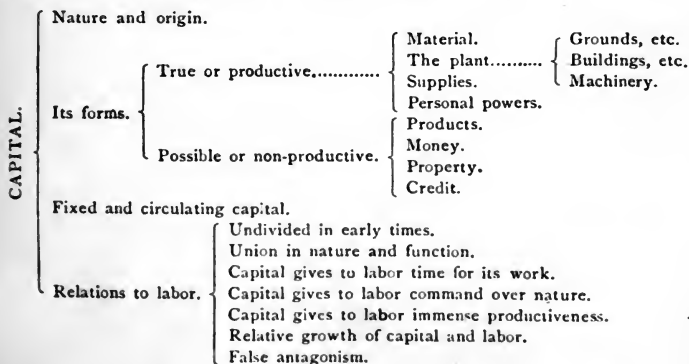 CAPITAL.
Nature and origin.
Its forms.
True or productive.............
Material.
The plant..........
Grounds, etc.
Buildings, etc.
Machinery.
Supplies.
Personal powers.
Possible or non-productive.
Products.
Money.
Property.
Credit.
Fixed and circulating capital.
Relations to labor.
Undivided in early times.
Union in nature and function.
Capital gives to labor time for its work.
Capital gives to labor command over nature.
Capital gives to labor immense productiveness.
Relative growth of capital and labor.
False antagonism.